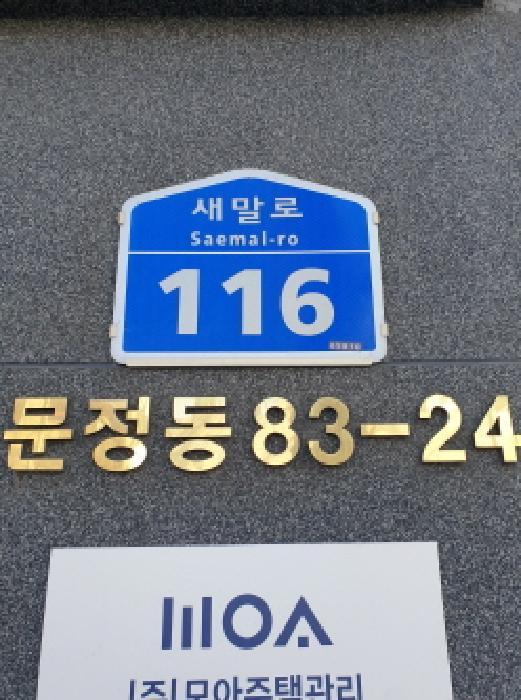 새말로
Saemal-ro
116
문정동 83-24
MOA
(주)모아주택관리